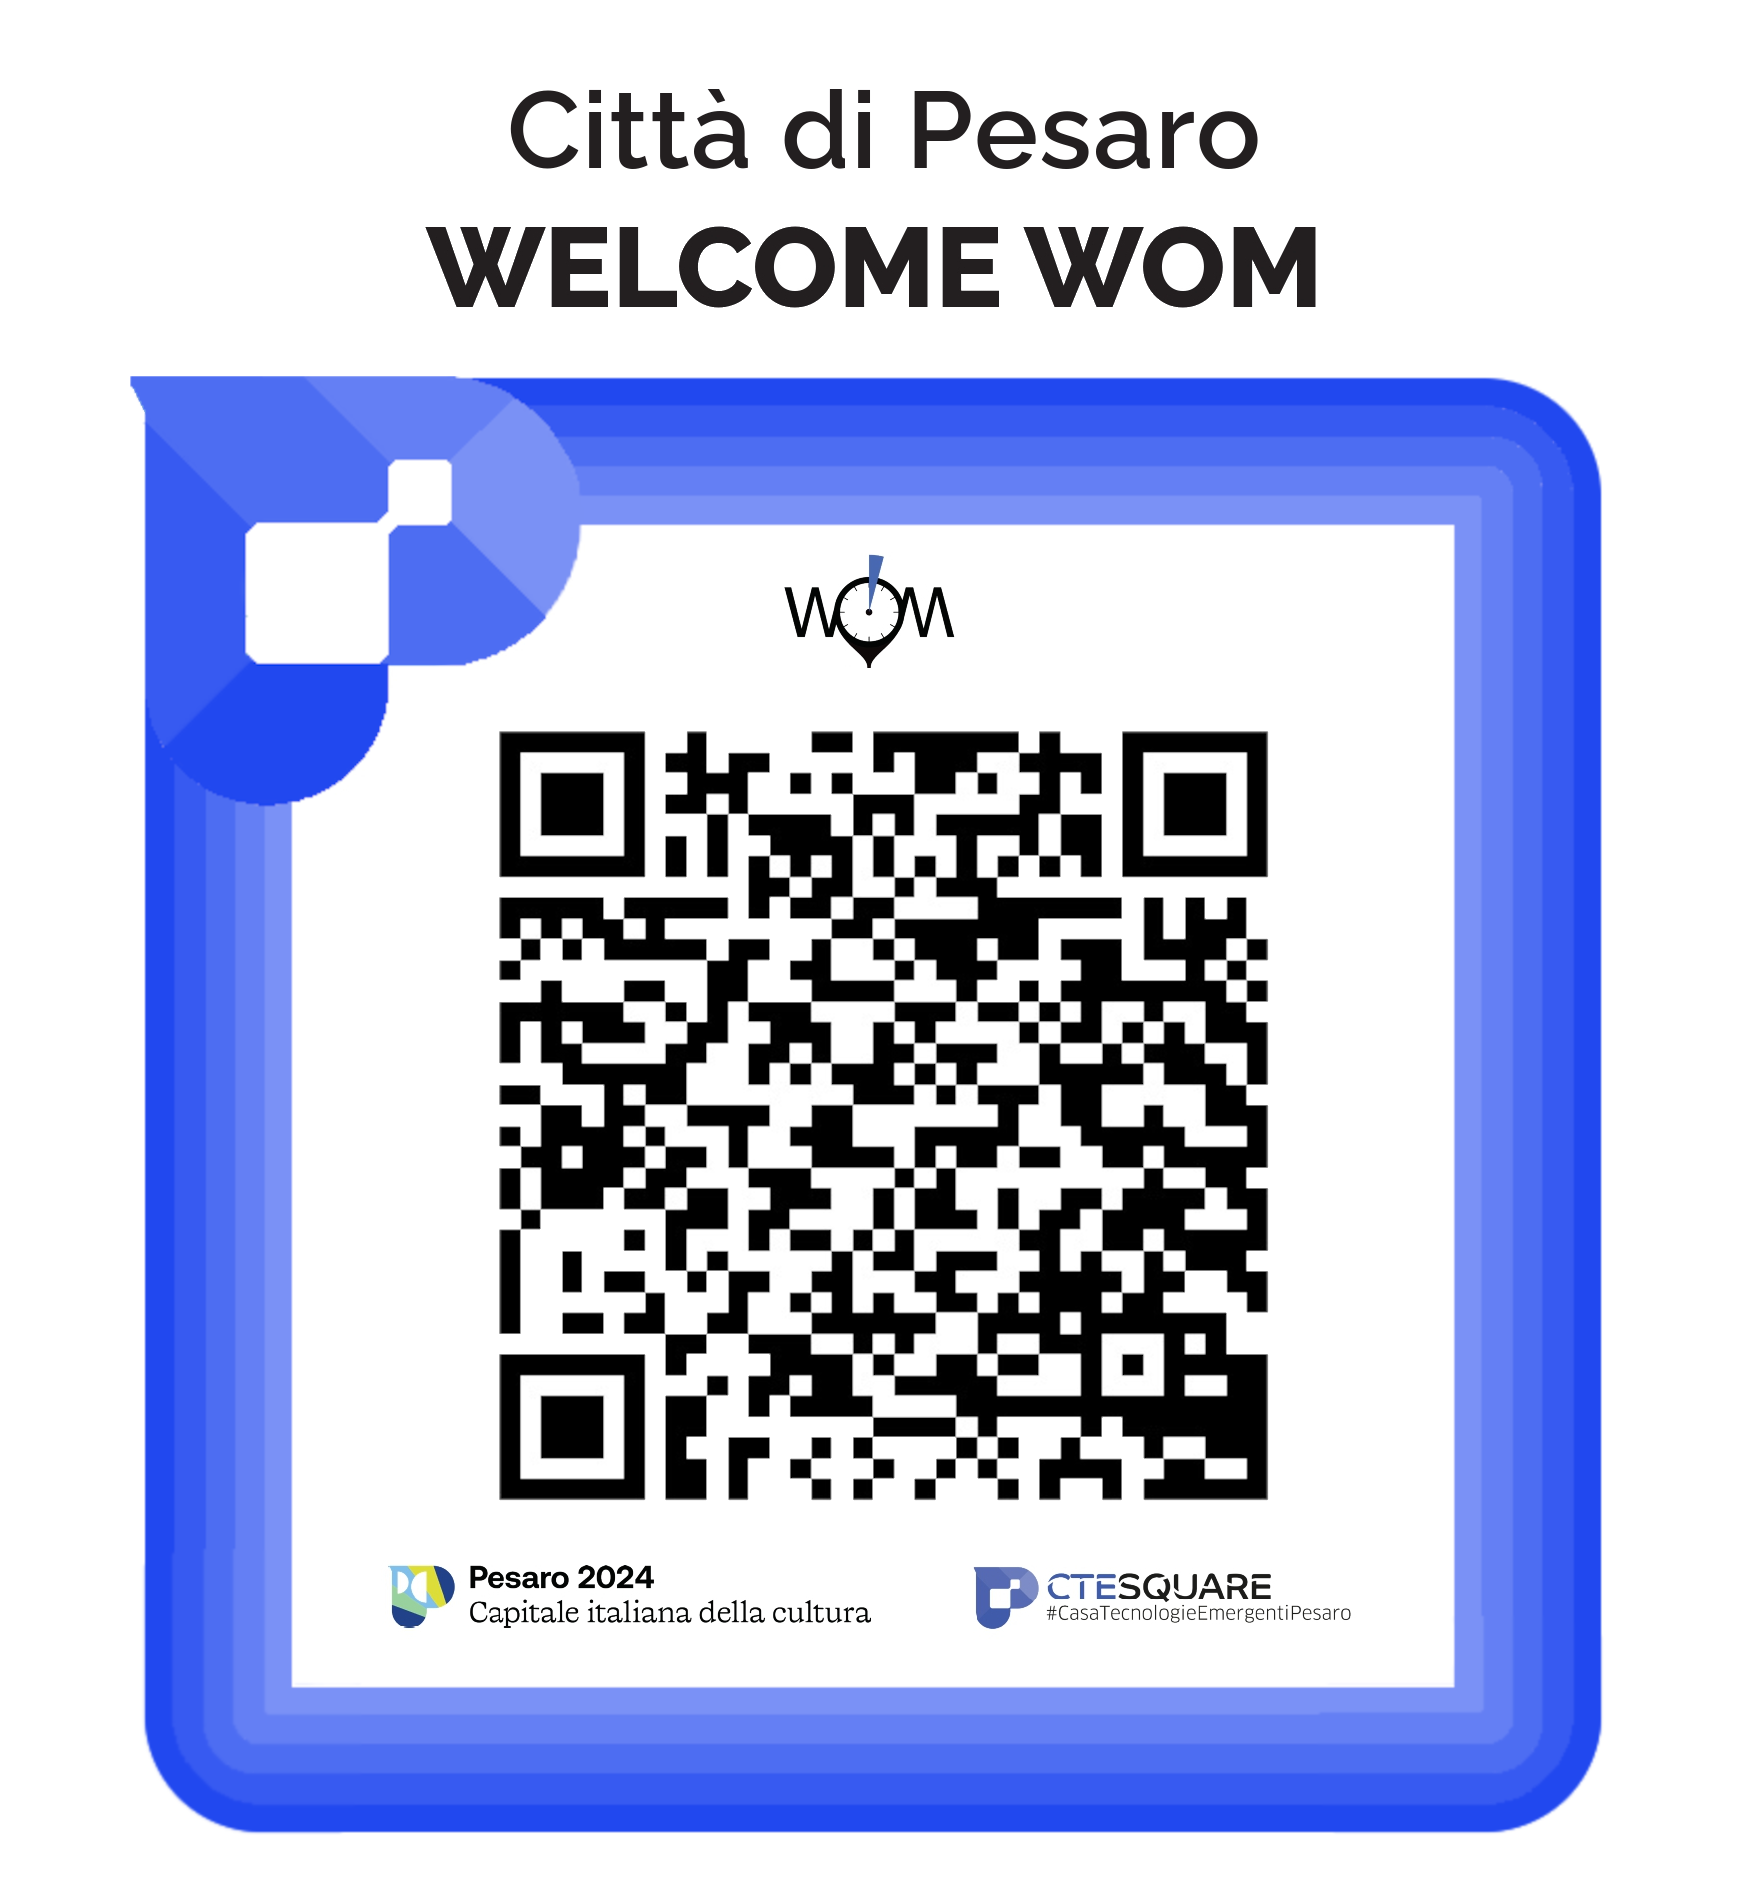 Città di Pesaro
WELCOME WOM
WOM
Pesaro 2024
Capitale italiana della cultura
CTESQUARE
#CasaTecnologieEmergentiPesaro